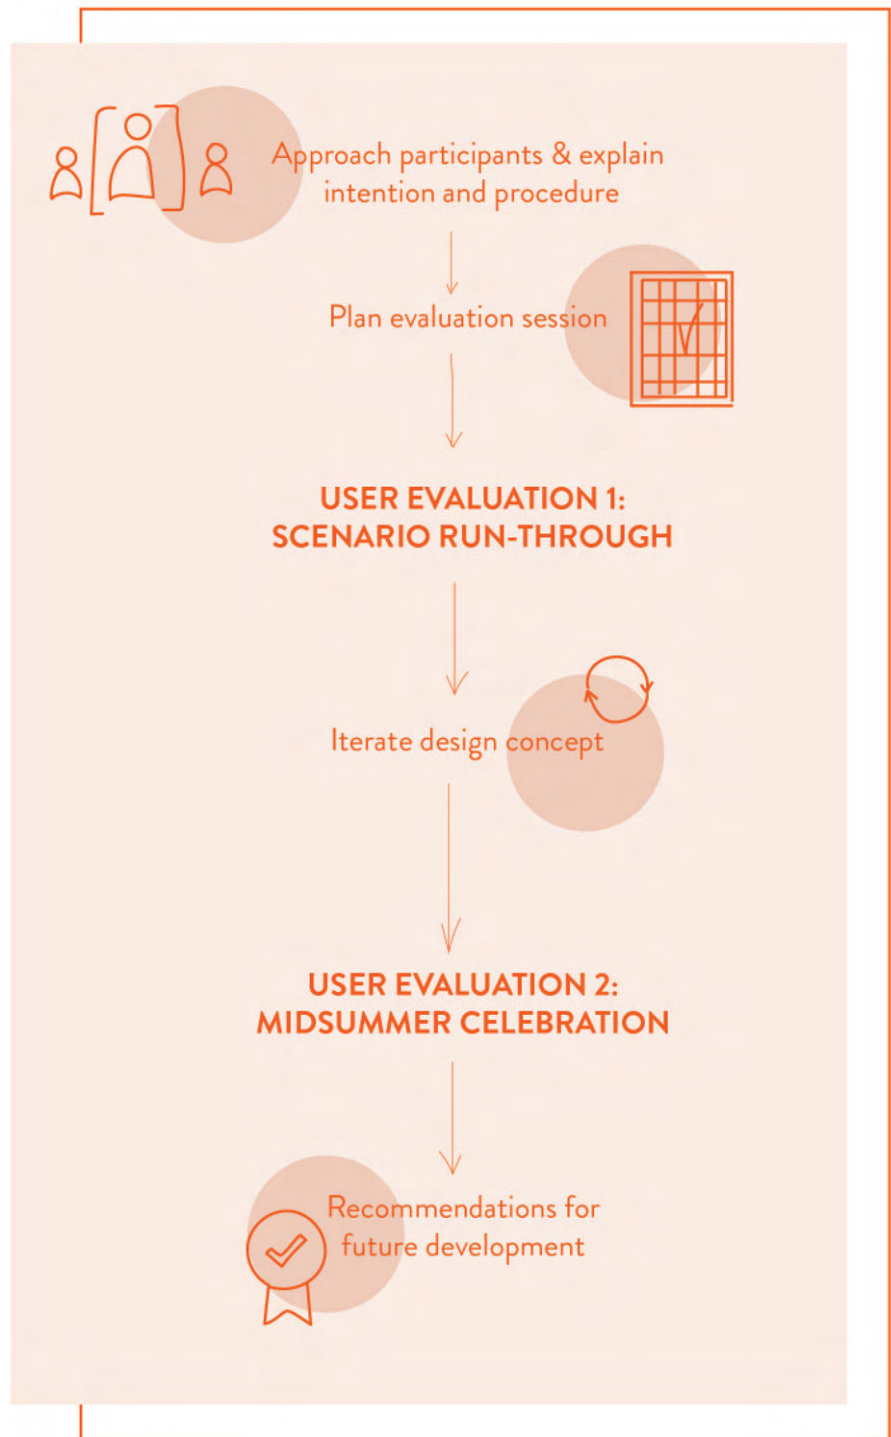 Approach participants & explain
intention and procedure
Plan evaluation session
USER EVALUATION 1:
SCENARIO RUN-THROUGH
Iterate design concept
USER EVALUATION 2:
MIDSUMMER CELEBRATION
Recommendations for
future development